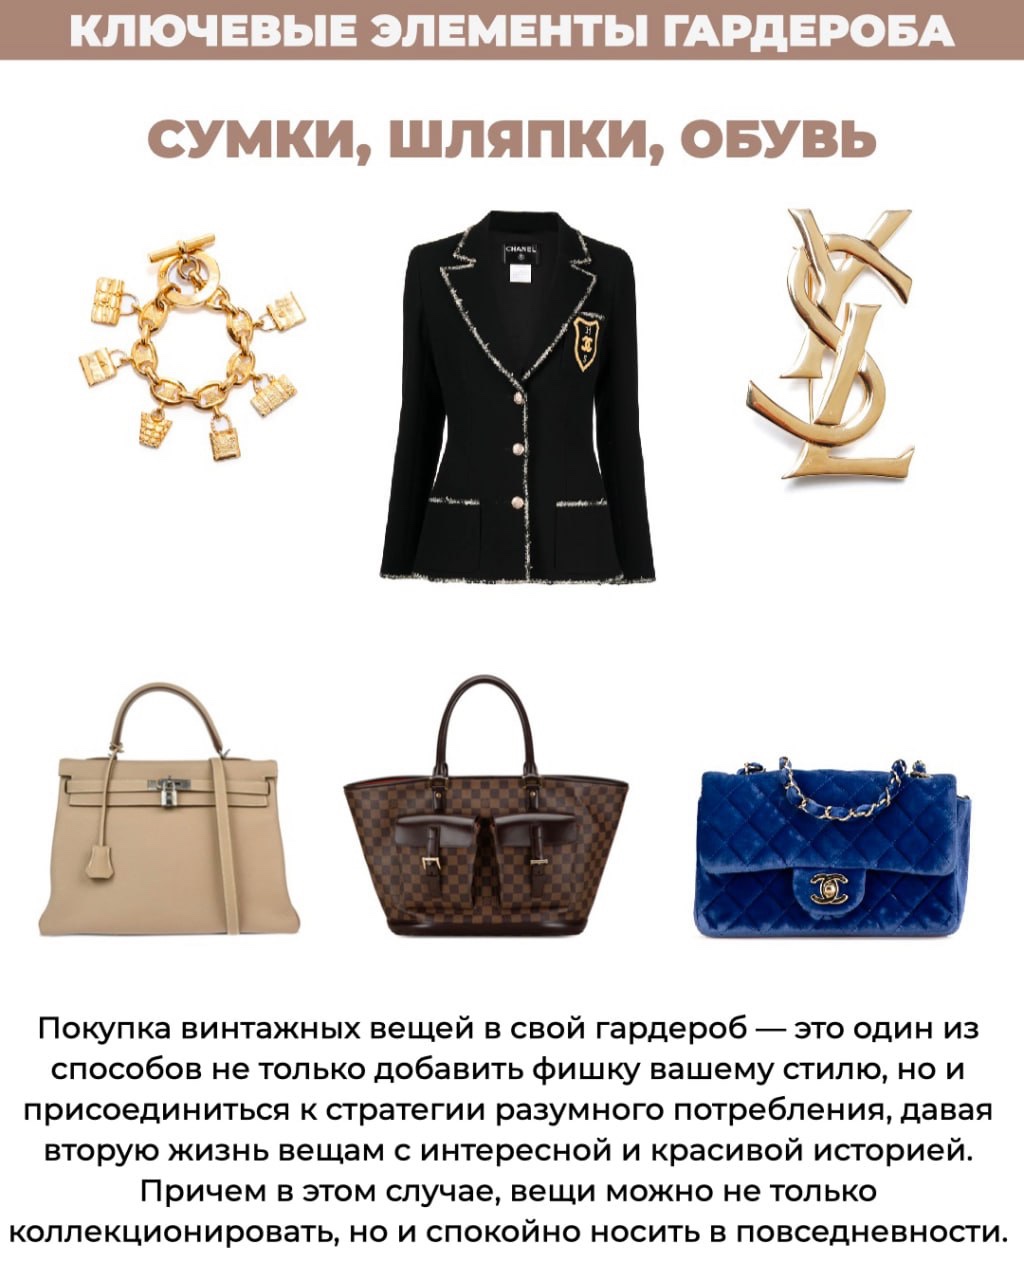 КЛЮЧЕВЫЕ ЭЛЕМЕНТЫ ГАРДЕРОБА
СУМКИ, ШЛЯПКИ, ОБУВЬ
CHANEL
YSL
Покупка винтажных вещей в свой гардероб — это один из
способов не только добавить фишку вашему стилю, но и
присоединиться к стратегии разумного потребления, давая
вторую жизнь вещам с интересной и красивой историей.
Причем в этом случае, вещи можно не только
коллекционировать, но и спокойно носить в повседневности.